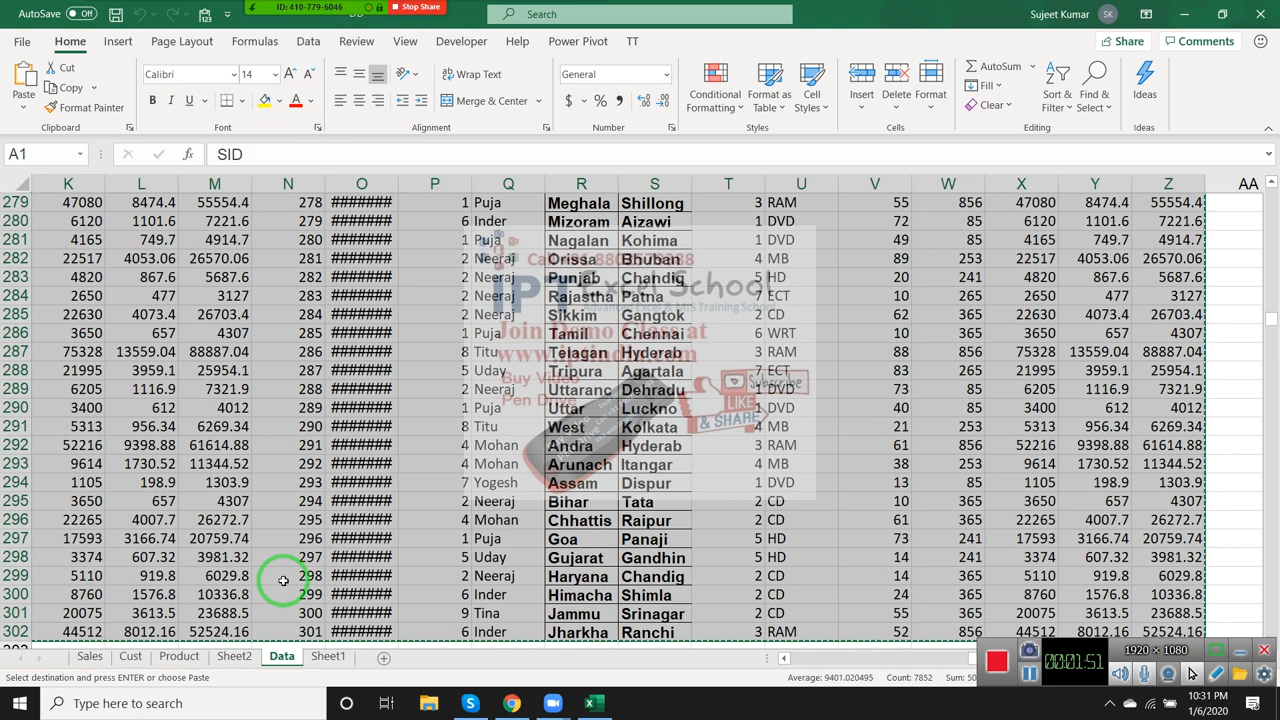 AutoSave Off
ID: 410-779-6046
Stop Share
Search
Sujeet Kumar SK
File Home Insert Page Layout Formulas Data Review View Developer Help Power Pivot TT
Share Comments
Paste Cut Copy Format Painter
Calibri 14
Wrap Text
Merge & Center
General
Conditional Formatting Format as Table Cell Styles
Insert Delete Format
AutoSum Fill Clear
Sort & Filter Find & Select
Ideas
Clipboard Font Alignment Number Styles Cells Editing Ideas
A1 fx SID
K L M N O P Q R S T U V W X Y Z AA
279 47080 8474.4 55554.4 278 ####### 1 Puja Meghala Shillong 3 RAM 55 856 47080 8474.4 55554.4
280 6120 1101.6 7221.6 279 ####### 6 Inder Mizoram Aizawi 1 DVD 72 85 6120 1101.6 7221.6
281 4165 749.7 4914.7 280 ####### 1 Puja Nagalan Kohima 1 DVD 49 85 4165 749.7 4914.7
282 22517 4053.06 26570.06 281 ####### 2 Neeraj Orissa Bhuban 4 MB 89 253 22517 4053.06 26570.06
283 4820 867.6 5687.6 282 ####### 2 Neeraj Punjab Chandig 5 HD 20 241 4820 867.6 5687.6
284 2650 477 3127 283 ####### 2 Neeraj Rajastha Patna 7 ECT 10 265 2650 477 3127
285 22630 4073.4 26703.4 284 ####### 2 Neeraj Sikkim Gangtok 2 CD 62 365 22630 4073.4 26703.4
286 3650 657 4307 285 ####### 1 Puja Tamil Chennai 6 WRT 10 365 3650 657 4307
287 75328 13559.04 88887.04 286 ####### 8 Titu Telagan Hyderab 3 RAM 88 856 75328 13559.04 88887.04
288 21995 3959.1 25954.1 287 ####### 5 Uday Tripura Agartala 7 ECT 83 265 21995 3959.1 25954.1
289 6205 1116.9 7321.9 288 ####### 2 Neeraj Uttaranc Dehradu 1 DVD 73 85 6205 1116.9 7321.9
290 3400 612 4012 289 ####### 1 Puja Uttar Luckno 1 DVD 40 85 3400 612 4012
291 5313 956.34 6269.34 290 ####### 8 Titu West Kolkata 4 MB 21 253 5313 956.34 6269.34
292 52216 9398.88 61614.88 291 ####### 4 Mohan Andra Hyderab 3 RAM 61 856 52216 9398.88 61614.88
293 9614 1730.52 11344.52 292 ####### 4 Mohan Arunach Itangar 4 MB 38 253 9614 1730.52 11344.52
294 1105 198.9 1303.9 293 ####### 7 Yogesh Assam Dispur 1 DVD 13 85 1105 198.9 1303.9
295 3650 657 4307 294 ####### 2 Neeraj Bihar Tata 2 CD 10 365 3650 657 4307
296 22265 4007.7 26272.7 295 ####### 4 Mohan Chhattis Raipur 2 CD 61 365 22265 4007.7 26272.7
297 17593 3166.74 20759.74 296 ####### 1 Puja Goa Panaji 5 HD 73 241 17593 3166.74 20759.74
298 3374 607.32 3981.32 297 ####### 5 Uday Gujarat Gandhin 5 HD 14 241 3374 607.32 3981.32
299 5110 919.8 6029.8 298 ####### 2 Neeraj Haryana Chandig 2 CD 14 365 5110 919.8 6029.8
300 8760 1576.8 10336.8 299 ####### 6 Inder Himacha Shimla 2 CD 24 365 8760 1576.8 10336.8
301 20075 3613.5 23688.5 300 ####### 9 Tina Jammu Srinagar 2 CD 55 365 20075 3613.5 23688.5
302 44512 8012.16 52524.16 301 ####### 6 Inder Jharkha Ranchi 3 RAM 52 856 44512 8012.16 52524.16
IPT Excel School
Advanced Excel & MIS Training School
Join Demo Class at
www.iptindia.com
Buy Video
Pen Drive
Subscribe
LIKE
& SHARE
Sales Cust Product Sheet2 Data Sheet1
1920 × 1080
00:01:51
Select destination and press ENTER or choose Paste
Average: 9401.020495 Count: 7852
Type here to search
10:31 PM
1/6/2020